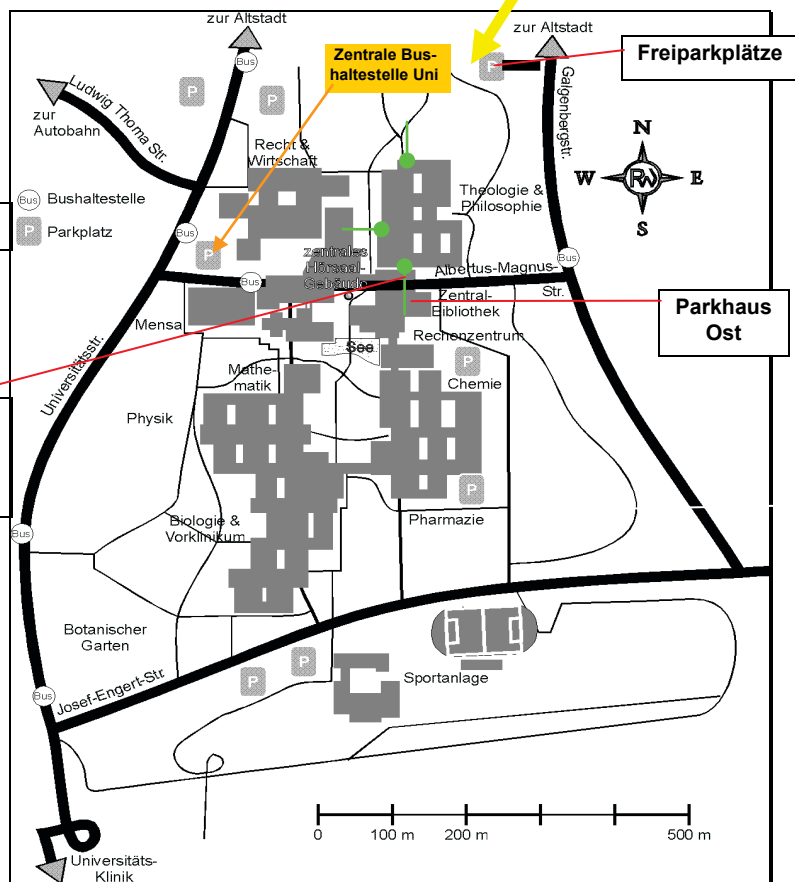 zur Altstadt
zur Altstadt
Bus
Zentrale Bus-
haltestelle Uni
P
Freiparkplätze
Ludwig Thoma Str.
zur
Autobahn
P
P
Galgenbergstr.
N
W
RW
E
S
Recht &
Wirtschaft
Theologie &
Philosophie
Bus
Bushaltestelle
P
Parkplatz
Bus
P
zentrales
Hörsaal-
Gebäude
Bus
Bus
Albertus-Magnus-
Str.
Zentral-
Bibliothek
Parkhaus
Ost
Mensa
Rechenzentrum
See
P
Universitätsstr.
Mathe-
matik
Chemie
Physik
P
Biologie &
Vorklinikum
Pharmazie
Bus
Botanischer
Garten
P
P
Sportanlage
Bus
Josef-Engert-Str
0
100 m
200 m
500 m
Universitäts-
Klinik